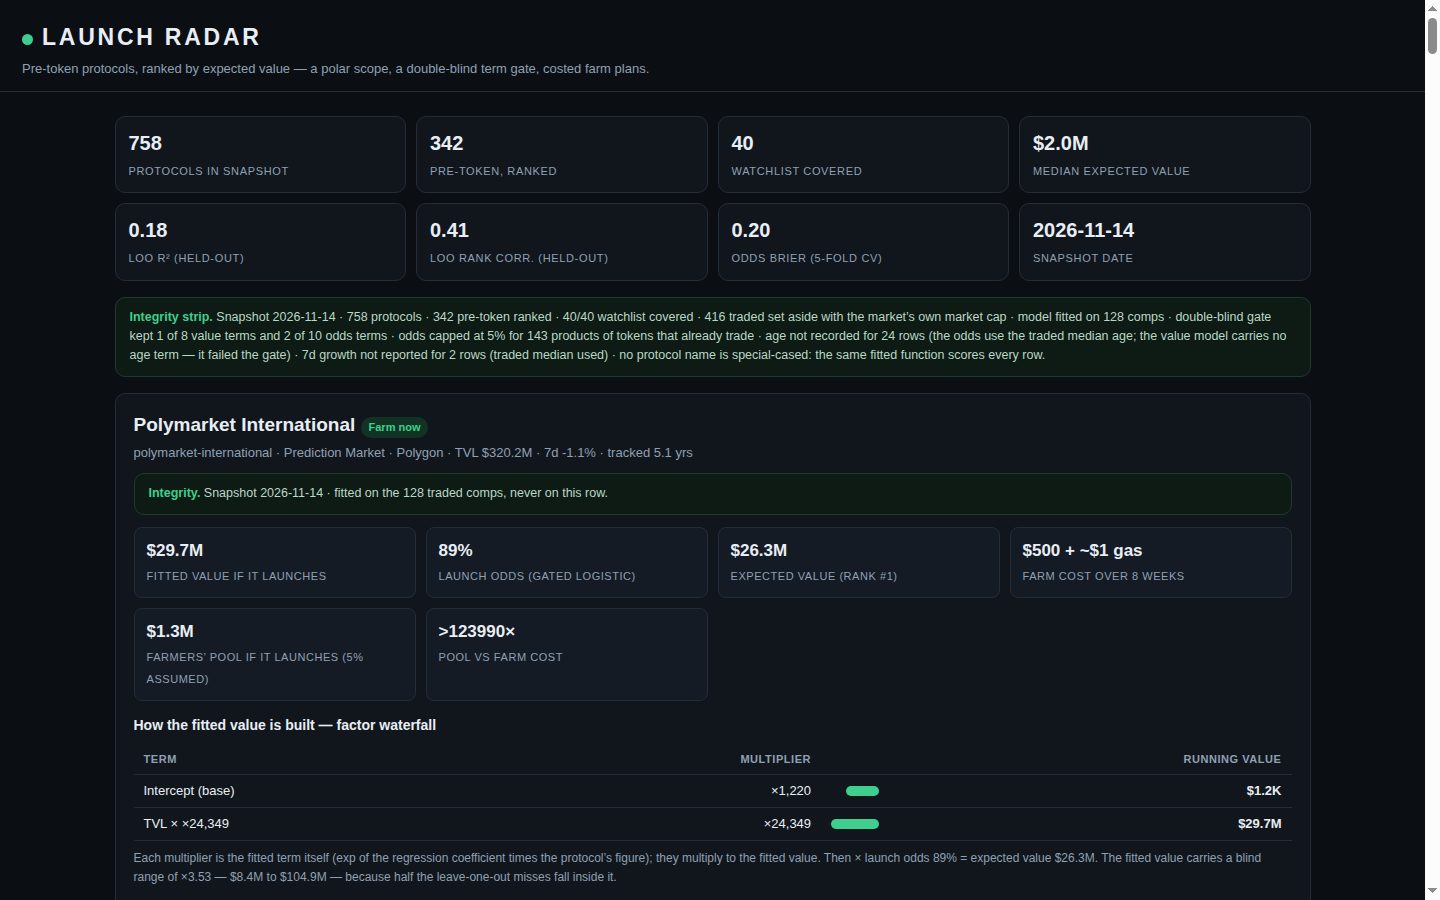 LAUNCH RADAR
Pre-token protocols, ranked by expected value — a polar scope, a double-blind term gate, costed farm plans.
758
PROTOCOLS IN SNAPSHOT
342
PRE-TOKEN, RANKED
40
WATCHLIST COVERED
$2.0M
MEDIAN EXPECTED VALUE
0.18
LOO R² (HELD-OUT)
0.41
LOO RANK CORR. (HELD-OUT)
0.20
ODDS BRIER (5-FOLD CV)
2026-11-14
SNAPSHOT DATE
Integrity strip. Snapshot 2026-11-14 · 758 protocols · 342 pre-token ranked · 40/40 watchlist covered · 416 traded set aside with the market's own market cap · model fitted on 128 comps · double-blind gate
kept 1 of 8 value terms and 2 of 10 odds terms · odds capped at 5% for 143 products of tokens that already trade · age not recorded for 24 rows (the odds use the traded median age; the value model carries no
age term — it failed the gate) · 7d growth not reported for 2 rows (traded median used) · no protocol name is special-cased: the same fitted function scores every row.
Polymarket International Farm now
polymarket-international · Prediction Market · Polygon · TVL $320.2M · 7d -1.1% · tracked 5.1 yrs
Integrity. Snapshot 2026-11-14 · fitted on the 128 traded comps, never on this row.
$29.7M
FITTED VALUE IF IT LAUNCHES
89%
LAUNCH ODDS (GATED LOGISTIC)
$26.3M
EXPECTED VALUE (RANK #1)
$500 + ~$1 gas
FARM COST OVER 8 WEEKS
$1.3M
FARMERS' POOL IF IT LAUNCHES (5%
ASSUMED)
>123990×
POOL VS FARM COST
How the fitted value is built — factor waterfall
TERM MULTIPLIER RUNNING VALUE
Intercept (base) ×1,220 $1.2K
TVL × ×24,349 ×24,349 $29.7M
Each multiplier is the fitted term itself (exp of the regression coefficient times the protocol's figure); they multiply to the fitted value. Then × launch odds 89% = expected value $26.3M. The fitted value carries a blind
range of ×3.53 — $8.4M to $104.9M — because half the leave-one-out misses fall inside it.